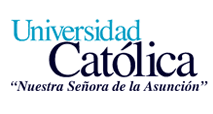 Universidad
Católica
“Nuestra Señora de la Asunción”